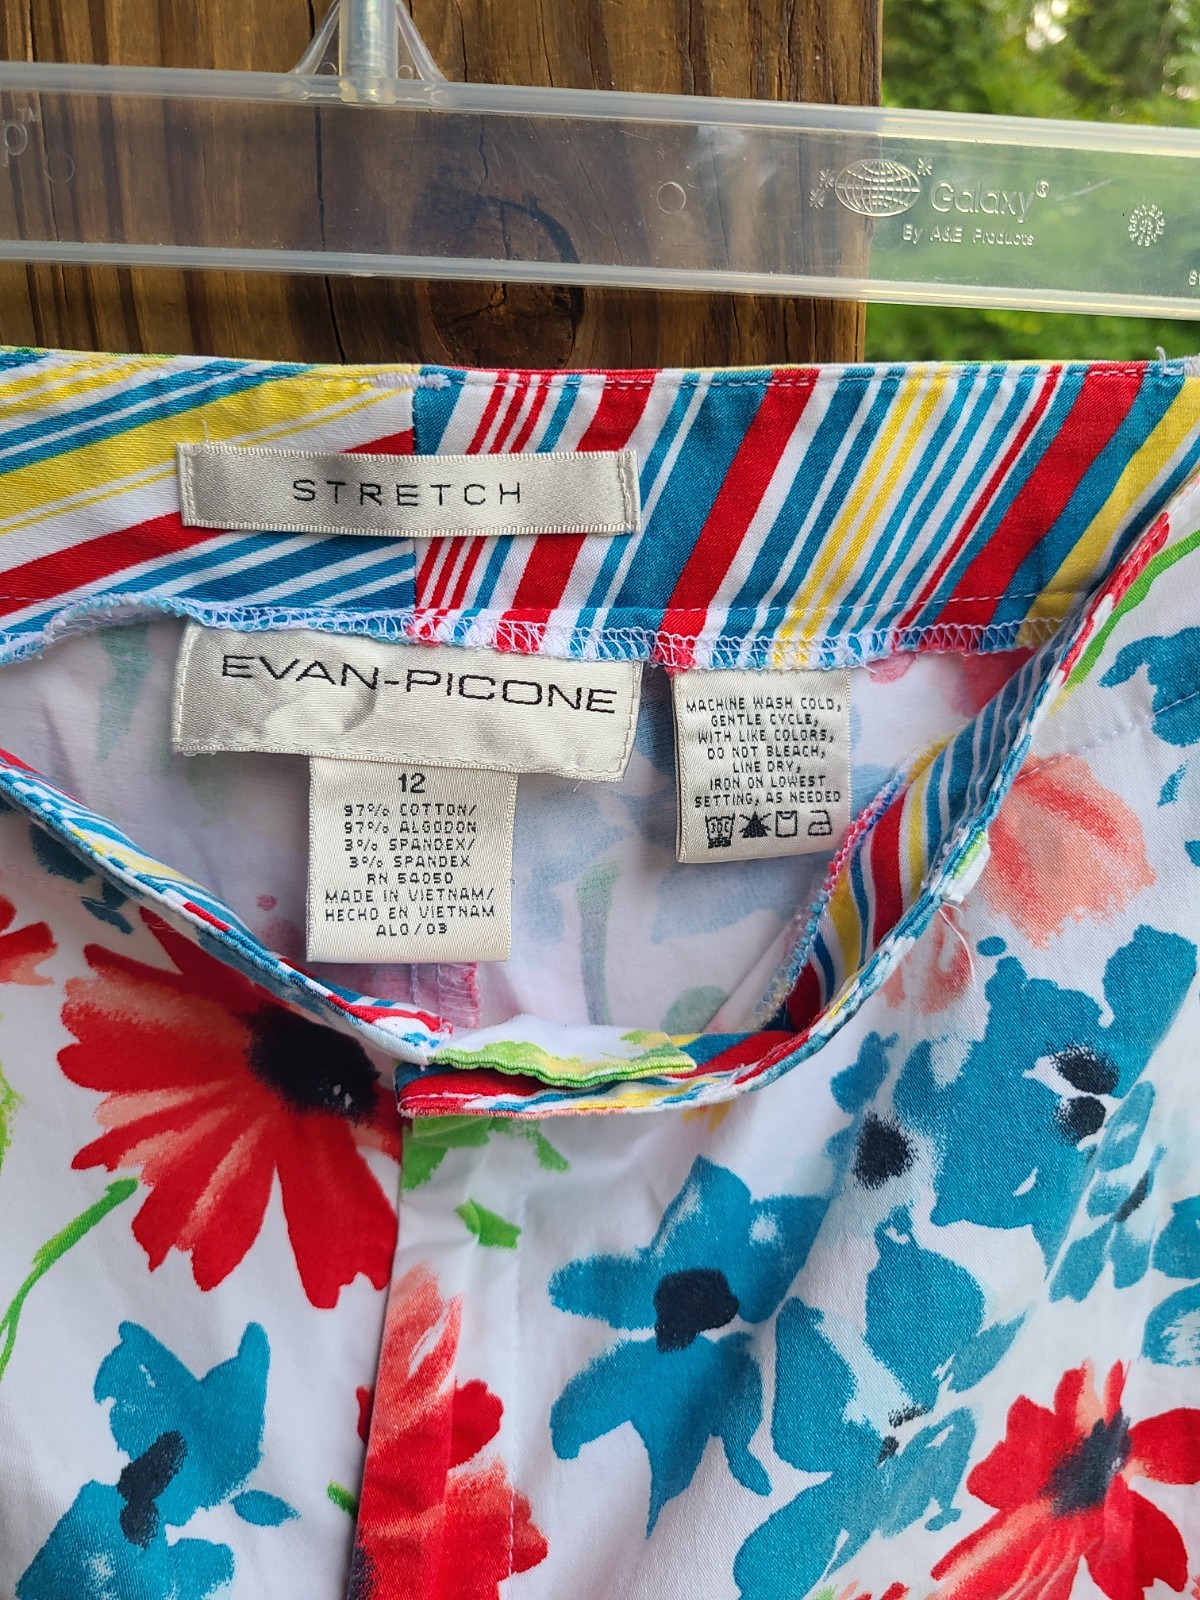 Galaxy®
By A&E Products
STRETCH
EVAN-PICONE
12
97% COTTON/
97% ALGODON
3% SPANDEX/
3% SPANDEX
RN 54050
MADE IN VIETNAM/
HECHO EN VIETNAM
ALO/03
MACHINE WASH COLD,
GENTLE CYCLE,
WITH LIKE COLORS,
DO NOT BLEACH,
LINE DRY,
IRON ON LOWEST
SETTING, AS NEEDED